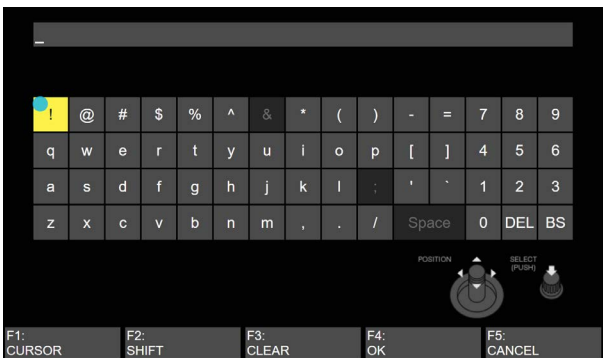 _
! @ # $ % ^ & * ( ) - = 7 8 9
q w e r t y u i o p [ ] 4 5 6
a s d f g h j k l ; ' ` 1 2 3
z x c v b n m , . / Space 0 DEL BS
POSITION SELECT
(PUSH)
F1: F2: F3: F4: F5:
CURSOR SHIFT CLEAR OK CANCEL